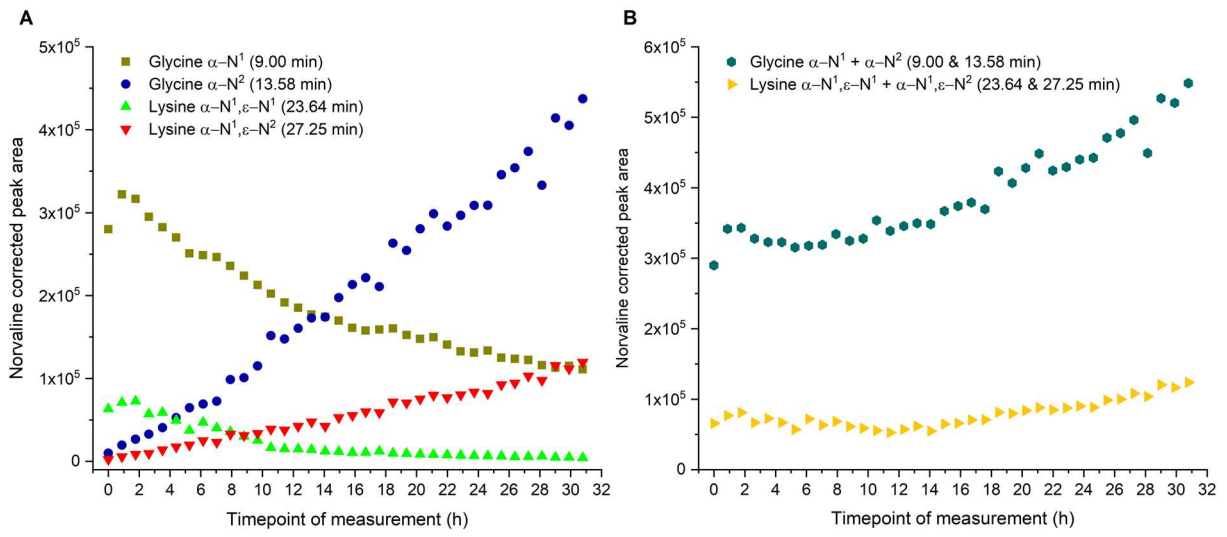 A
5x10⁵
4x10⁵
3x10⁵
2x10⁵
1x10⁵
0
Norvaline corrected peak area
Glycine α–N¹ (9.00 min)
Glycine α–N² (13.58 min)
Lysine α–N¹,ε–N¹ (23.64 min)
Lysine α–N¹,ε–N² (27.25 min)
0 2 4 6 8 10 12 14 16 18 20 22 24 26 28 30 32
Timepoint of measurement (h)
B
6x10⁵
5x10⁵
4x10⁵
3x10⁵
2x10⁵
1x10⁵
0
Norvaline corrected peak area
Glycine α–N¹ + α–N² (9.00 & 13.58 min)
Lysine α–N¹,ε–N¹ + α–N¹,ε–N² (23.64 & 27.25 min)
0 2 4 6 8 10 12 14 16 18 20 22 24 26 28 30 32
Timepoint of measurement (h)